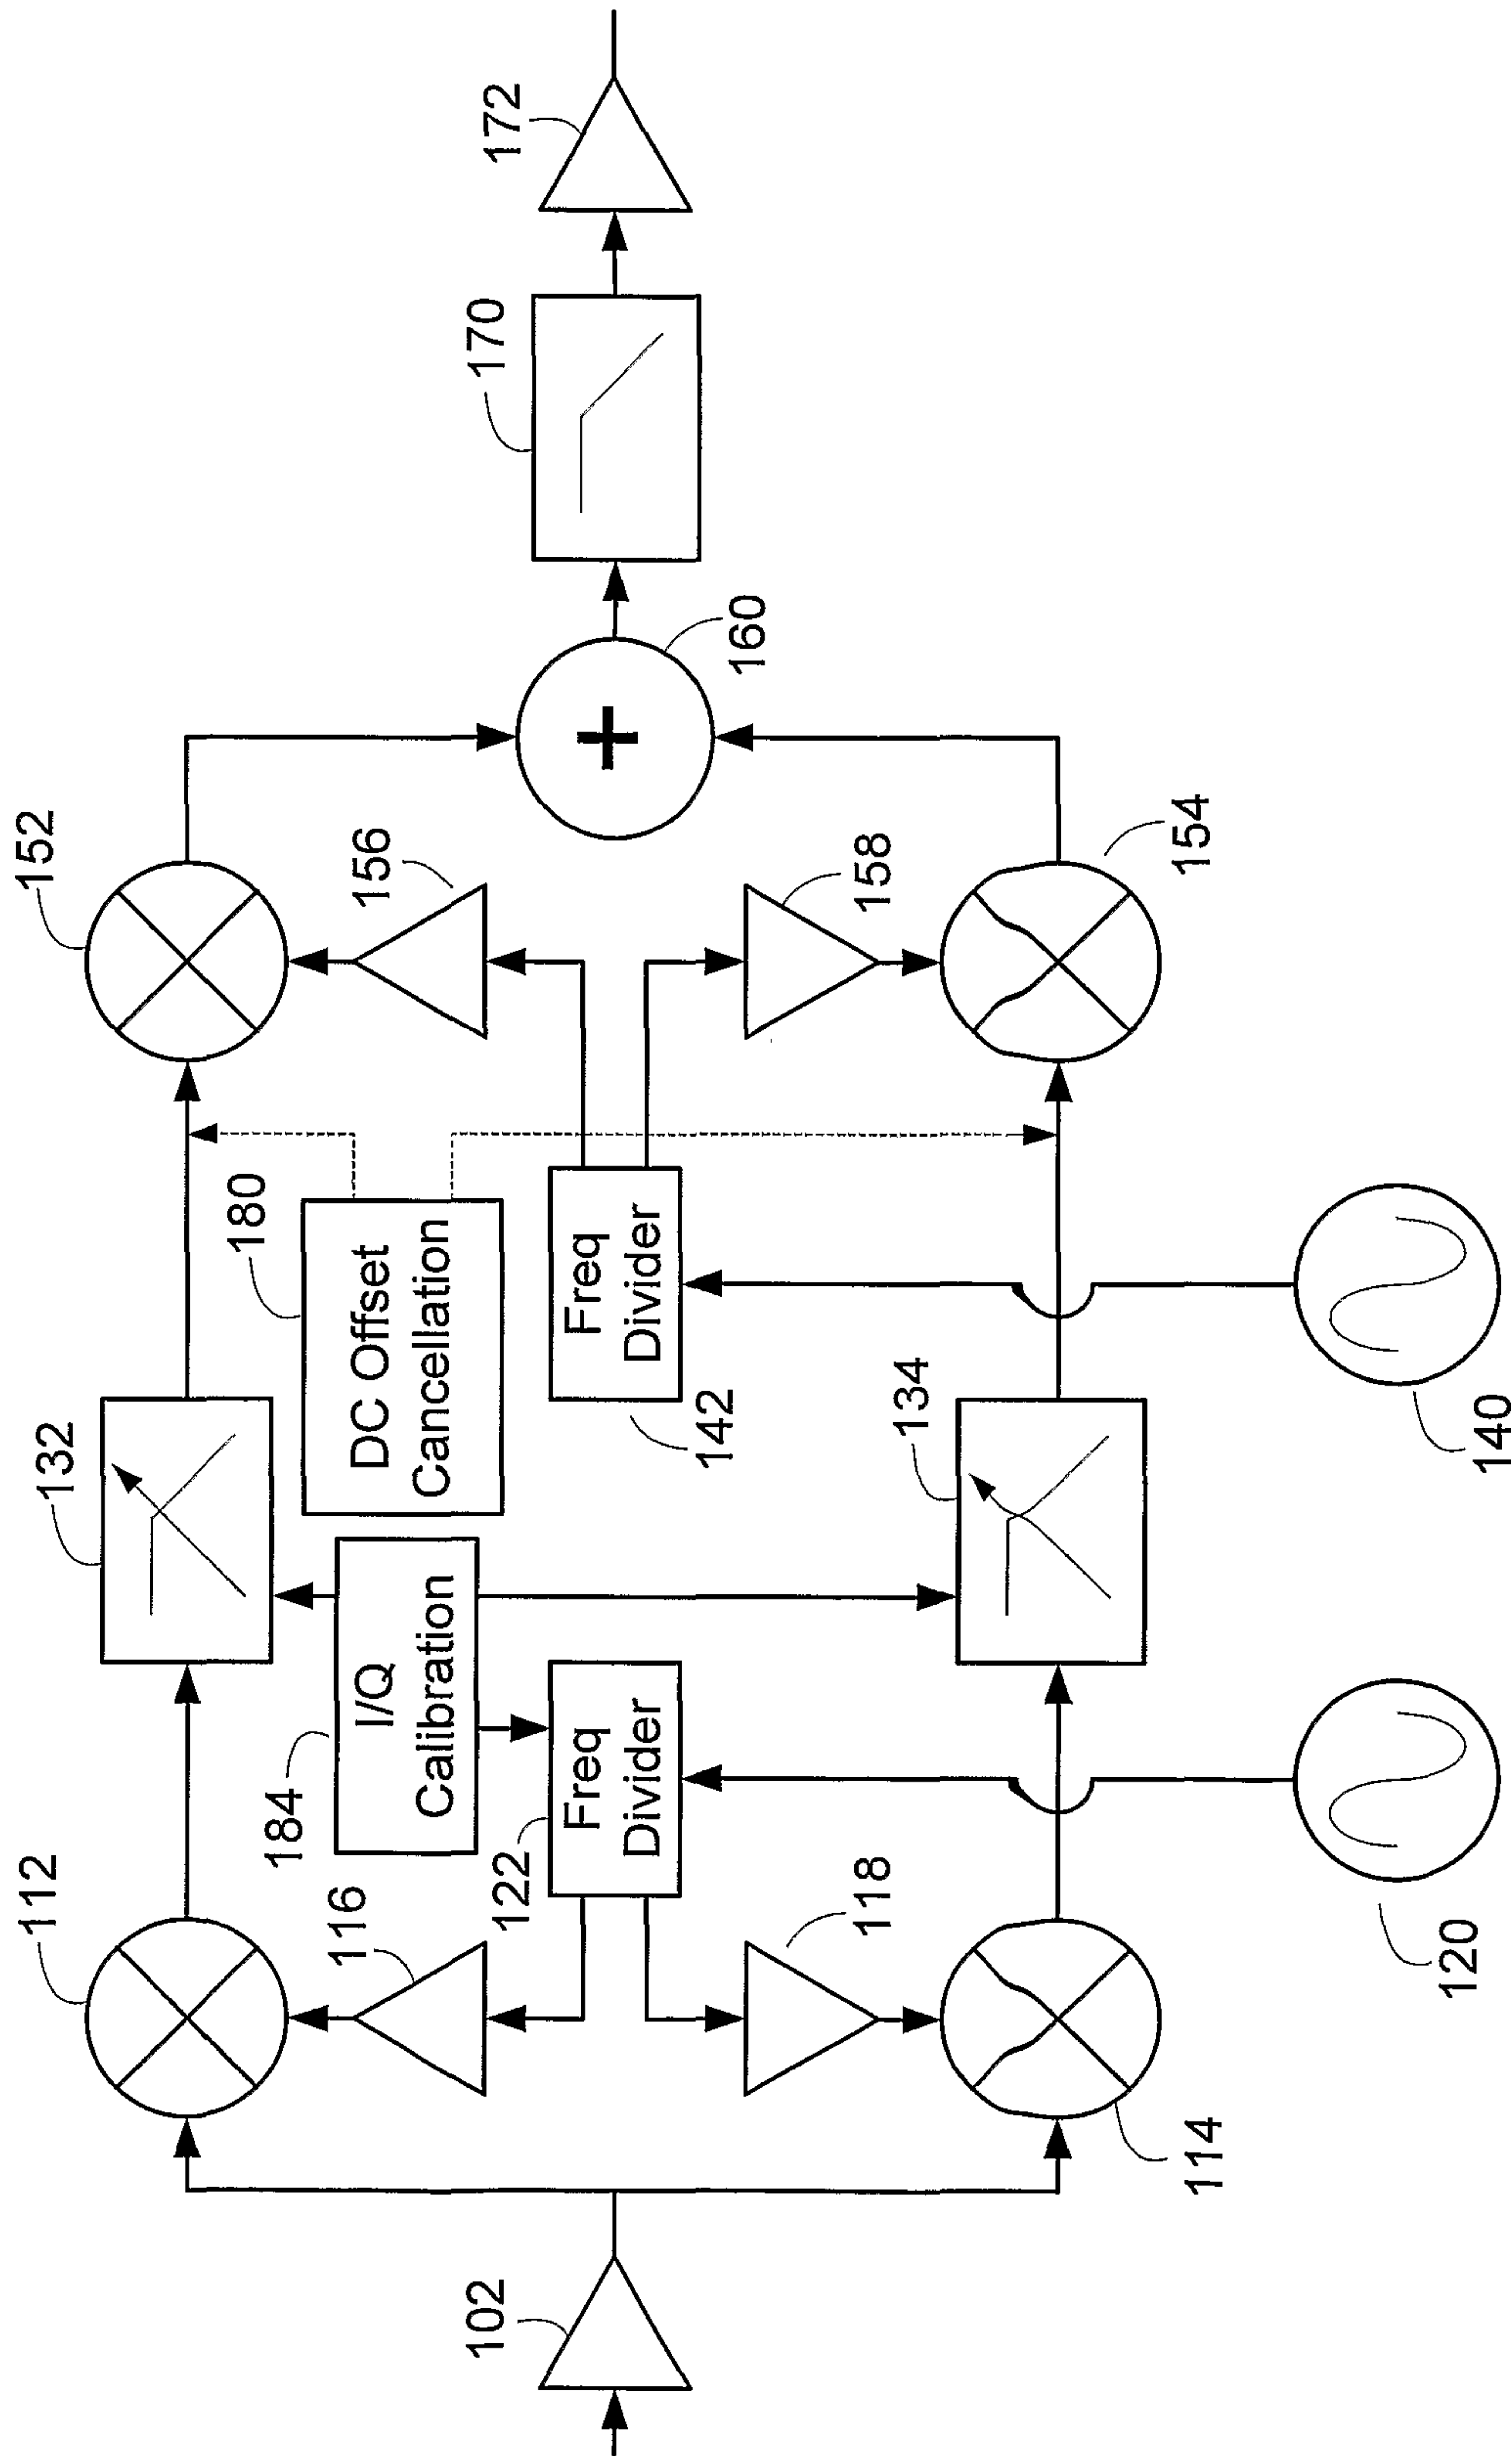 102
112
114
116
118
122
Freq
Divider
120
184
I/Q
Calibration
132
134
180
DC Offset
Cancellation
142
Freq
Divider
140
152
156
158
154
160
+
170
172